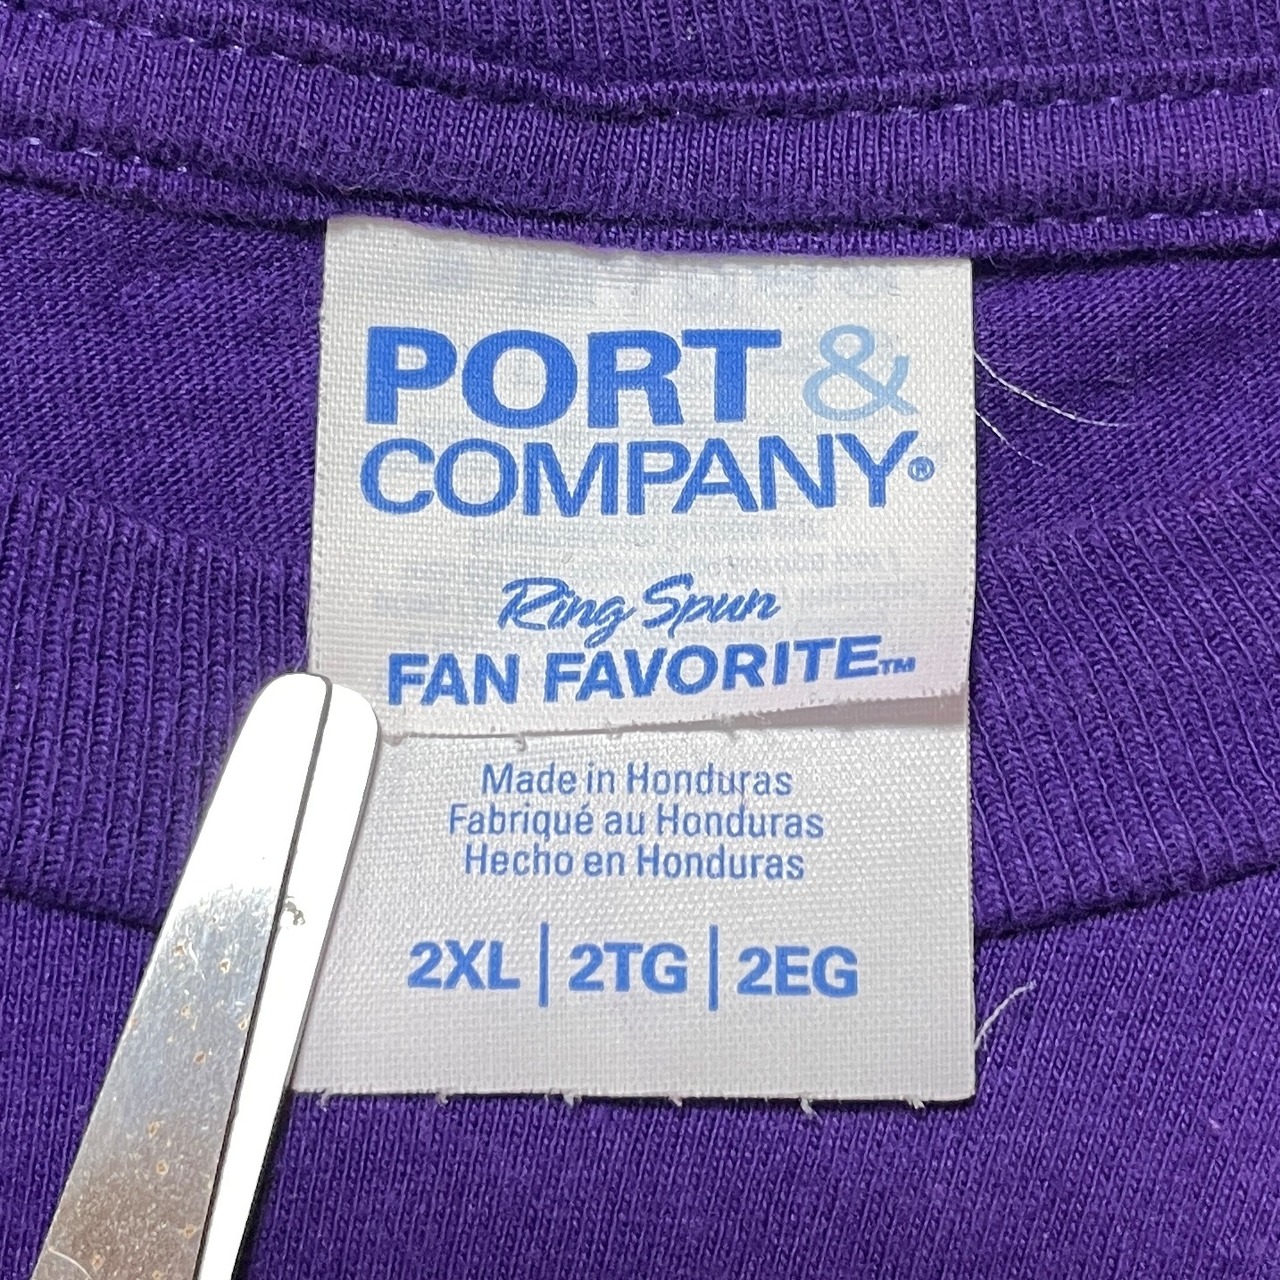 PORT &
COMPANY®
Ring Spun
FAN FAVORITE™
Made in Honduras
Fabriqué au Honduras
Hecho en Honduras
2XL | 2TG | 2EG